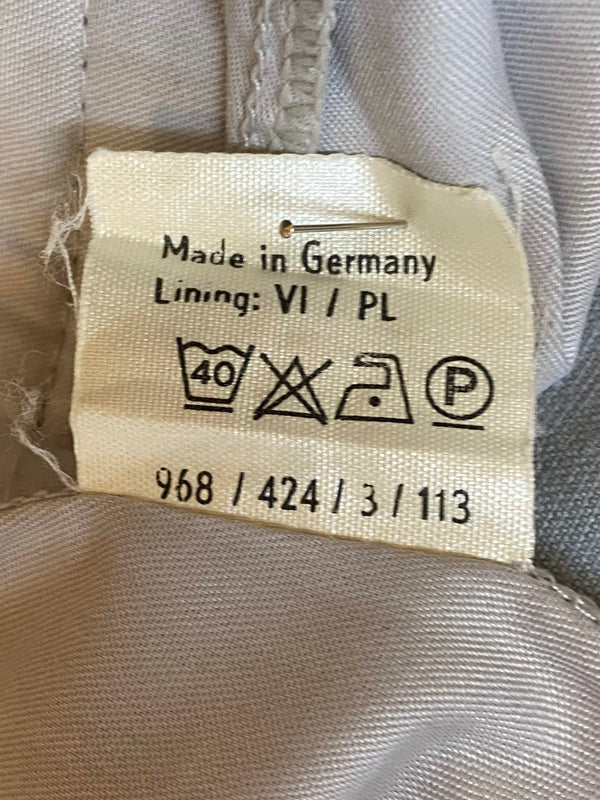 Made in Germany
Lining: VI / PL
40 P
968 / 424 / 3 / 113